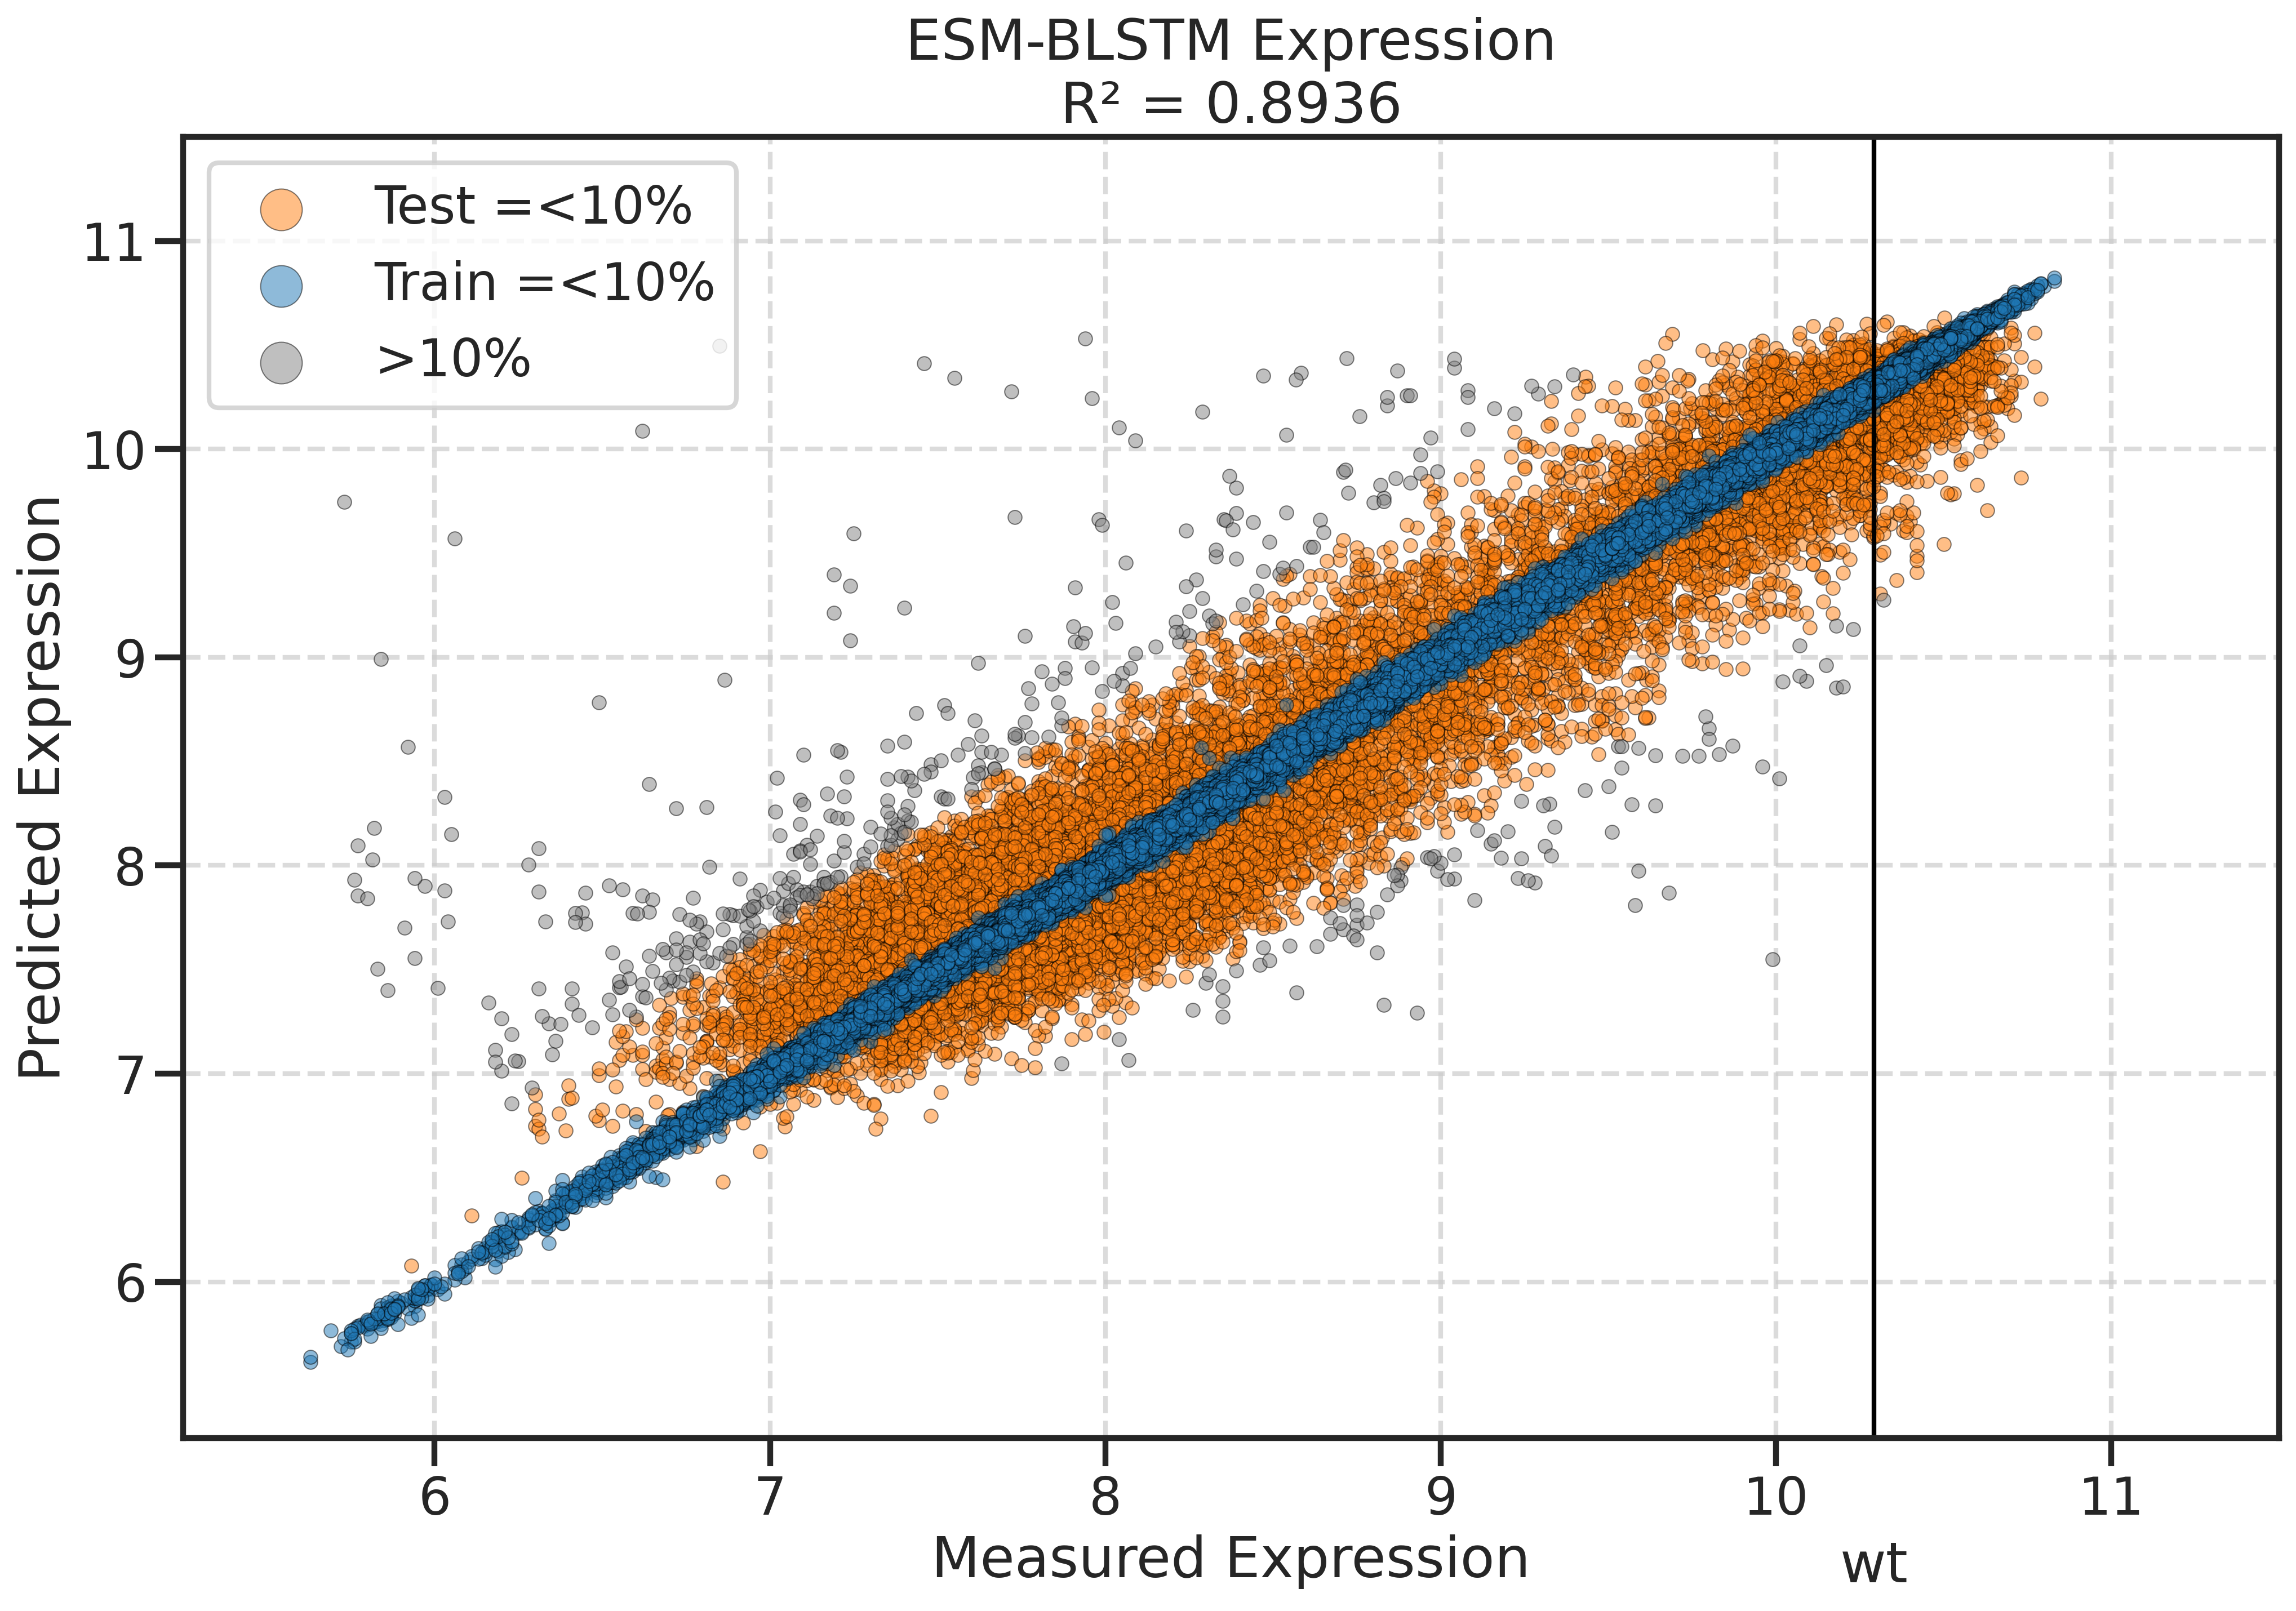 ESM-BLSTM Expression
R² = 0.8936
Test =<10%
Train =<10%
>10%
11
10
9
8
7
6
Predicted Expression
6 7 8 9 10 11
Measured Expression
wt